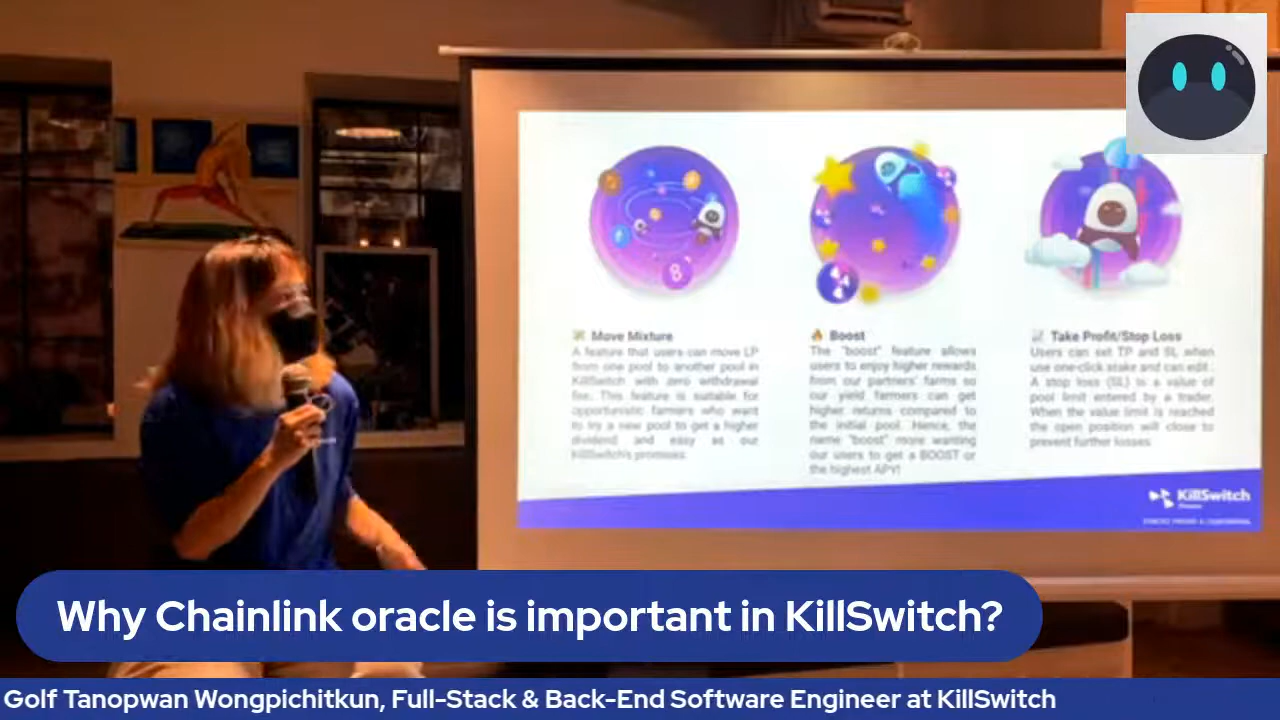 Move Mixture
A feature that users can move LP
from one pool to another pool in
KillSwitch with zero withdrawal
fee. This feature is suitable for
opportunistic farmers who want
to try a new pool to get a higher
dividend and easy as our
KillSwitch's promises.
Boost
The "boost" feature allows
users to enjoy higher rewards
from our partners' farms so
our yield farmers can get
higher returns compared to
the initial pool. Hence, the
name "boost" more wanting
our users to get a BOOST or
the highest APY!
Take Profit/Stop Loss
Users can set TP and SL when
use one-click stake and can edit .
A stop loss (SL) is a value of
pool limit entered by a trader.
When the value limit is reached
the open position will close to
prevent further losses
KillSwitch
Why Chainlink oracle is important in KillSwitch?
Golf Tanopwan Wongpichitkun, Full-Stack & Back-End Software Engineer at KillSwitch